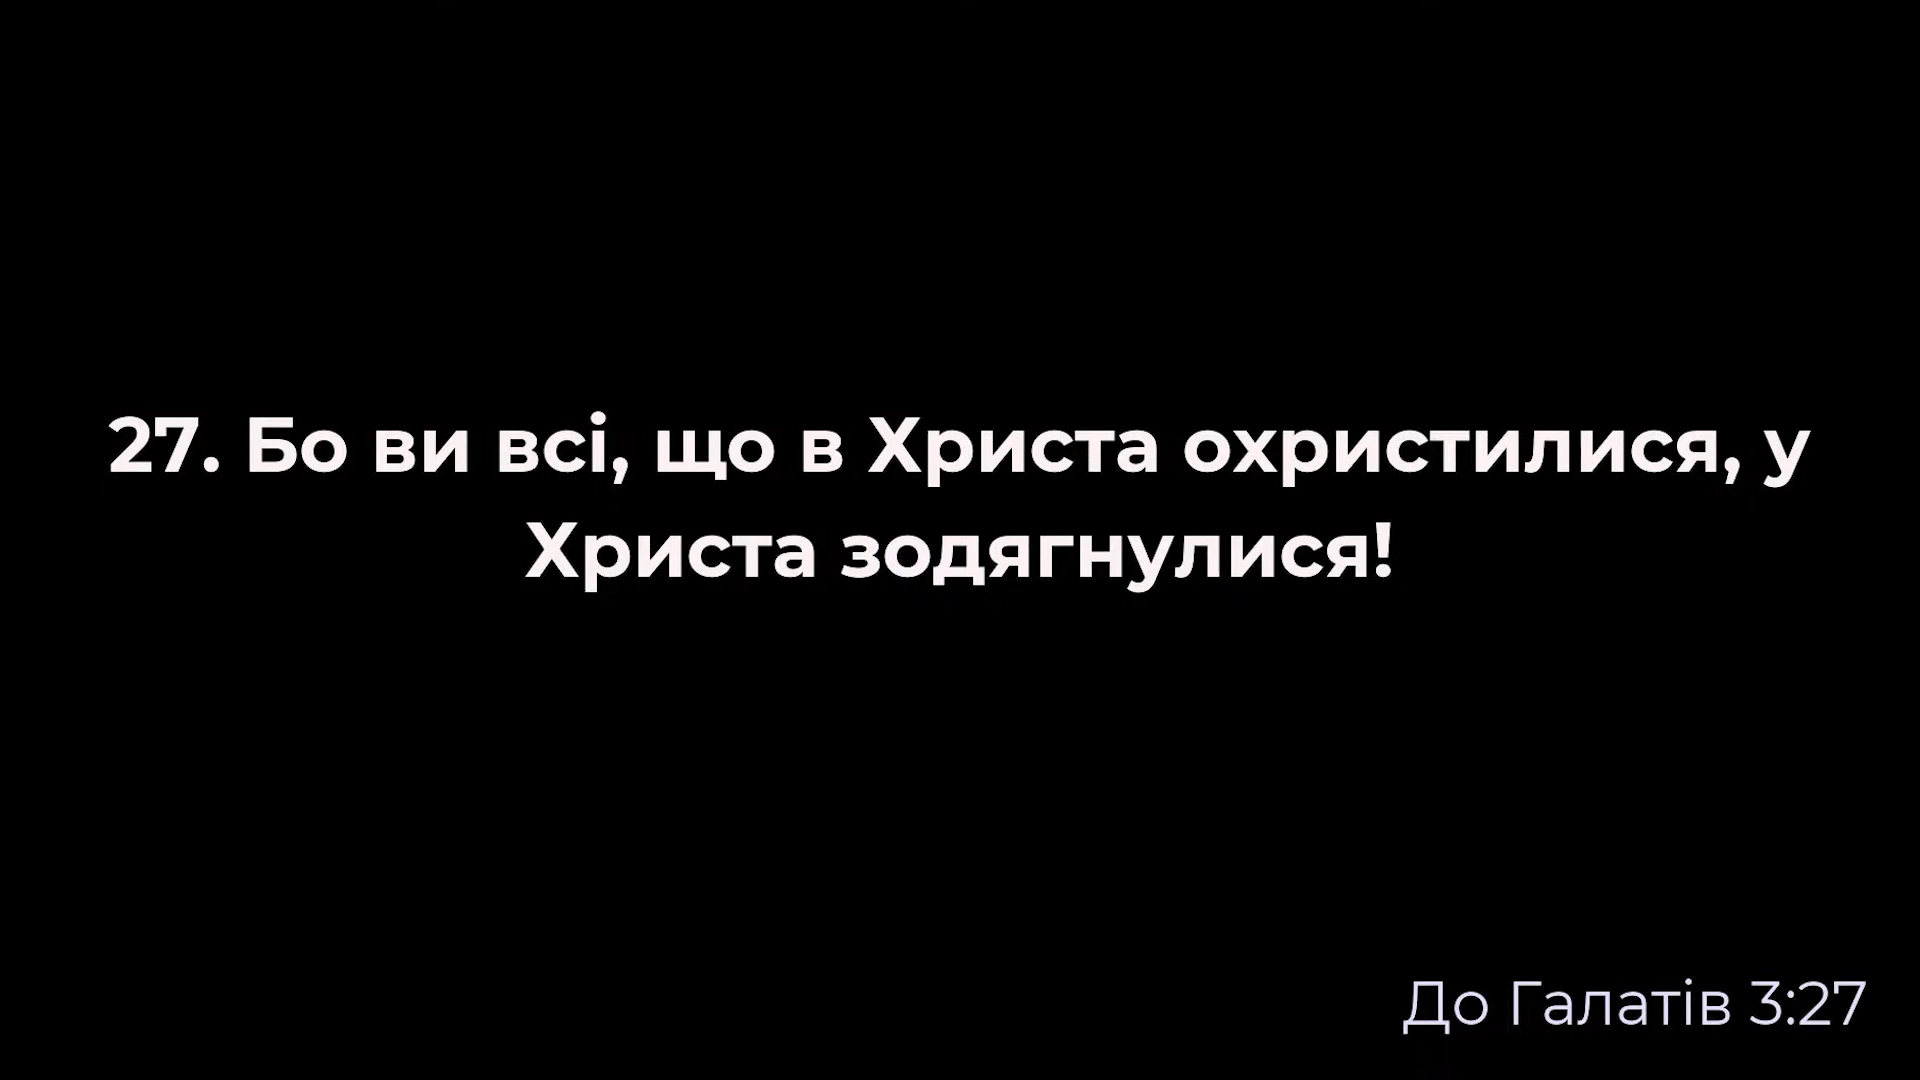 27. Бо ви всі, що в Христа охристилися, у
Христа зодягнулися!
До Галатів 3:27